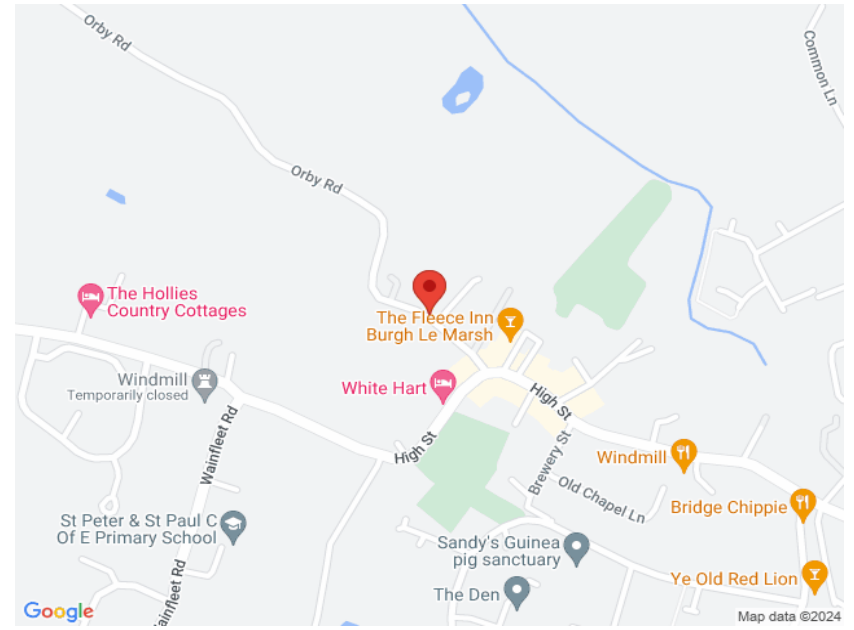 Orby Rd
Common Ln
Orby Rd
The Hollies
Country Cottages
The Fleece Inn
Burgh Le Marsh
Windmill
Temporarily closed
White Hart
High St
Wainfleet Rd
High St
Brewery St
Windmill
Old Chapel Ln
Bridge Chippie
St Peter & St Paul C
Of E Primary School
Sandy's Guinea
pig sanctuary
Ye Old Red Lion
The Den
Wainfleet Rd
Google
Map data ©2024